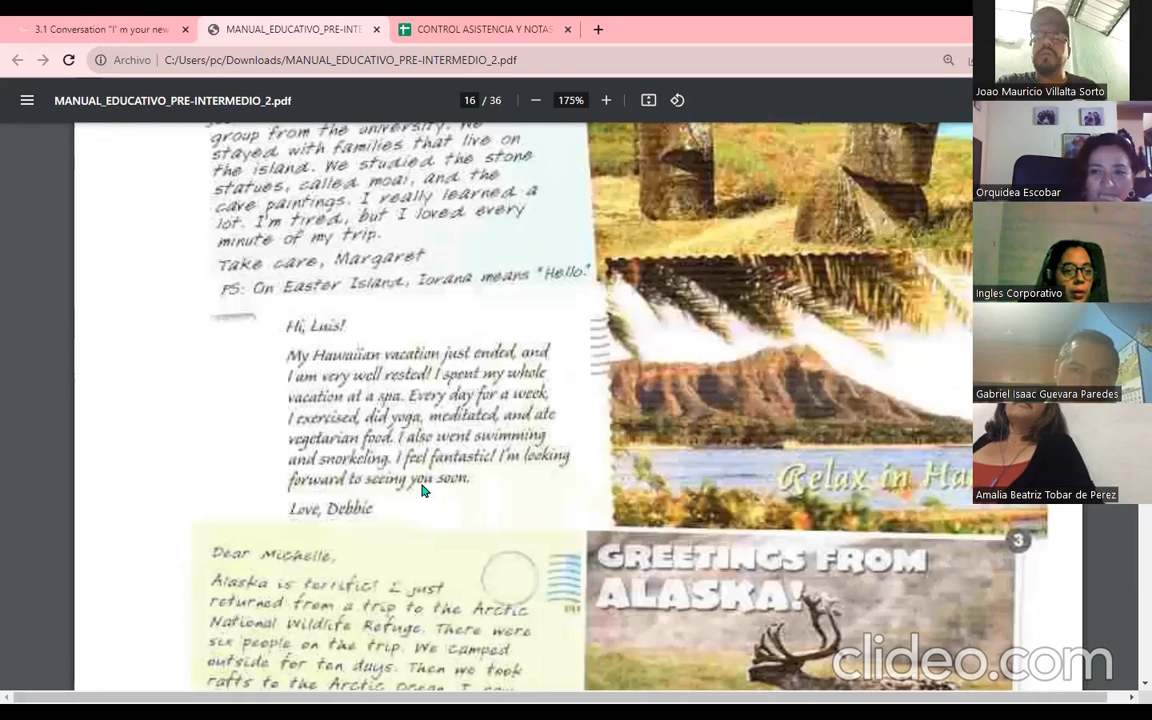 3.1 Conversation "I' m your new
MANUAL_EDUCATIVO_PRE-INTE
CONTROL ASISTENCIA Y NOTAS
Archivo C:/Users/pc/Downloads/MANUAL_EDUCATIVO_PRE-INTERMEDIO_2.pdf
MANUAL_EDUCATIVO_PRE-INTERMEDIO_2.pdf
16 / 36
175%
group from the university. We
stayed with families that live on
the island. We studied the stone
statues, called moai, and the
cave paintings. I really learned a
lot. I'm tired, but I loved every
minute of my trip.
Take care, Margaret
PS: On Easter Island, Iorana means "Hello."
Hi, Luis!
My Hawaiian vacation just ended, and
I am very well rested! I spent my whole
vacation at a spa. Every day for a week,
I exercised, did yoga, meditated, and ate
vegetarian food. I also went swimming
and snorkeling. I feel fantastic! I'm looking
forward to seeing you soon.
Love, Debbie
Relax in Ha
Dear Michelle,
Alaska is terrific! I just
returned from a trip to the Arctic
National Wildlife Refuge. There were
six people on the trip. We camped
outside for ten days. Then we took
rafts to the Arctic ocean. I saw
3
GREETINGS FROM
ALASKA!
Joao Mauricio Villalta Sorto
Orquidea Escobar
Ingles Corporativo
Gabriel Isaac Guevara Paredes
Amalia Beatriz Tobar de Perez
clideo.com